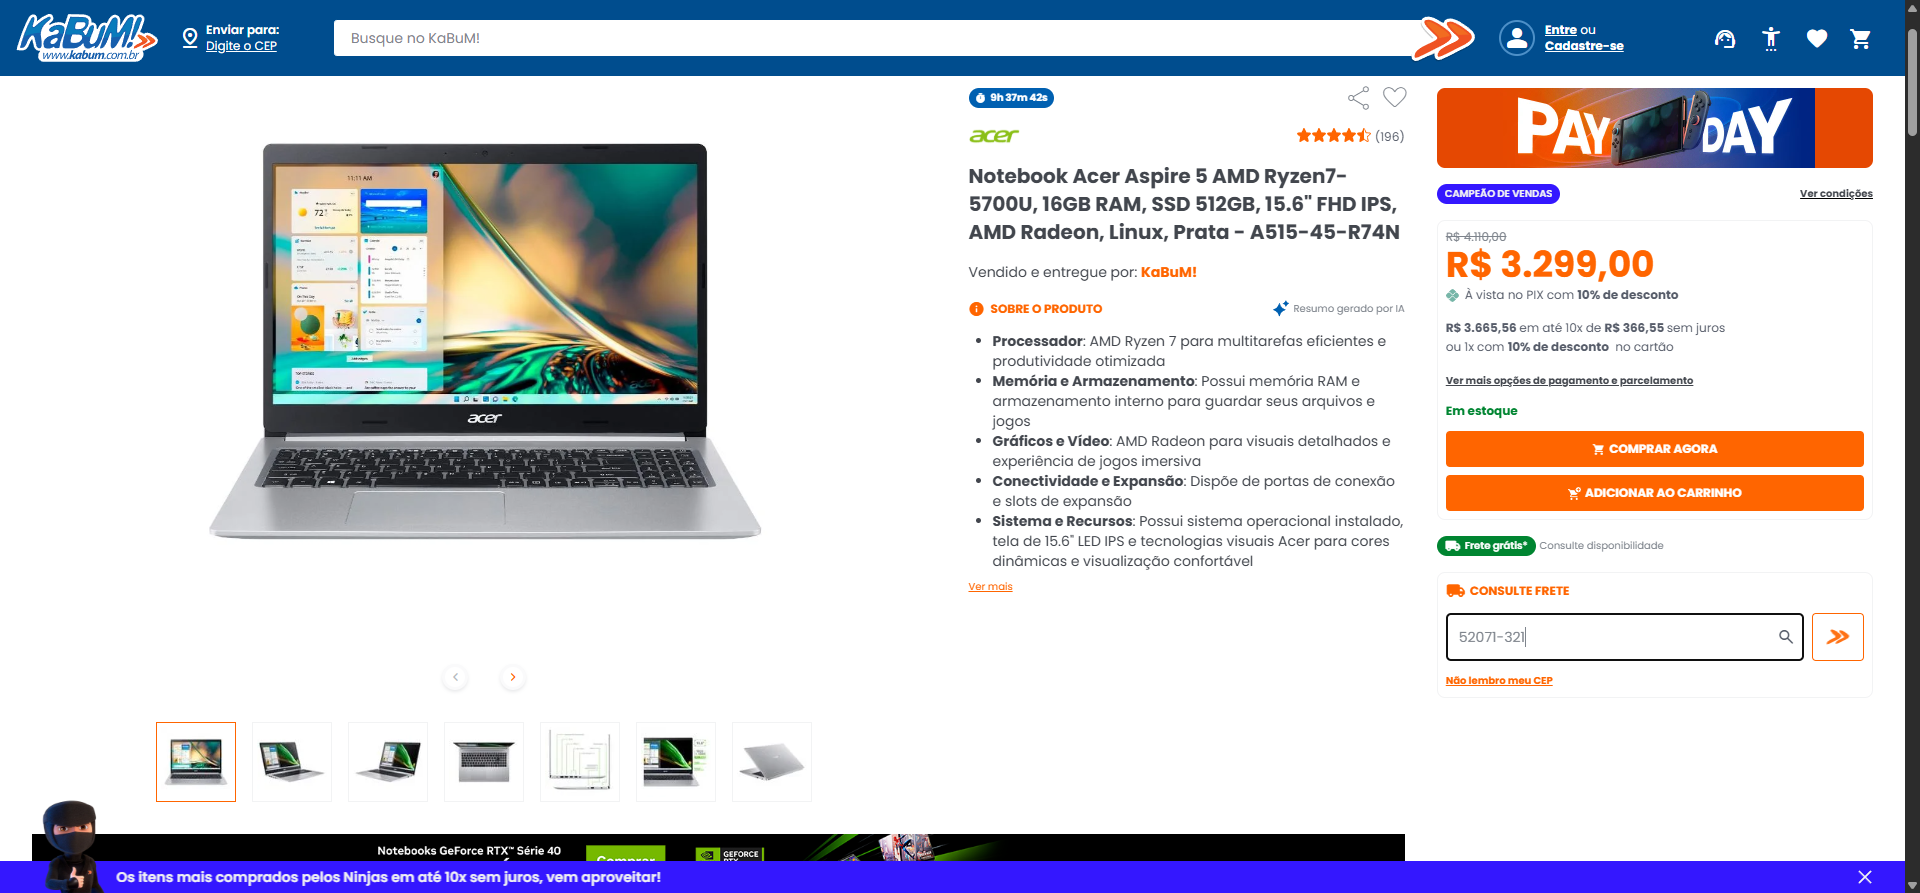 KaBuM!
www.kabum.com.br
Enviar para:
Digite o CEP
Busque no KaBuM!
Entre ou
Cadastre-se
9h 37m 42s
acer
(196)
Notebook Acer Aspire 5 AMD Ryzen7-
5700U, 16GB RAM, SSD 512GB, 15.6" FHD IPS,
AMD Radeon, Linux, Prata - A515-45-R74N
Vendido e entregue por: KaBuM!
SOBRE O PRODUTO
Resumo gerado por IA
• Processador: AMD Ryzen 7 para multitarefas eficientes e
produtividade otimizada
• Memória e Armazenamento: Possui memória RAM e
armazenamento interno para guardar seus arquivos e
jogos
• Gráficos e Vídeo: AMD Radeon para visuais detalhados e
experiência de jogos imersiva
• Conectividade e Expansão: Dispõe de portas de conexão
e slots de expansão
• Sistema e Recursos: Possui sistema operacional instalado,
tela de 15.6" LED IPS e tecnologias visuais Acer para cores
dinâmicas e visualização confortável
Ver mais
PAY DAY
CAMPEÃO DE VENDAS
Ver condições
R$ 4.110,00
R$ 3.299,00
À vista no PIX com 10% de desconto
R$ 3.665,56 em até 10x de R$ 366,55 sem juros
ou 1x com 10% de desconto no cartão
Ver mais opções de pagamento e parcelamento
Em estoque
COMPRAR AGORA
ADICIONAR AO CARRINHO
Frete grátis* Consulte disponibilidade
CONSULTE FRETE
52071-321
Não lembro meu CEP
11:11 AM
72°
acer
acer
Notebooks GeForce RTX™ Série 40
Comprar
GEFORCE
RTX
Os itens mais comprados pelos Ninjas em até 10x sem juros, vem aproveitar!